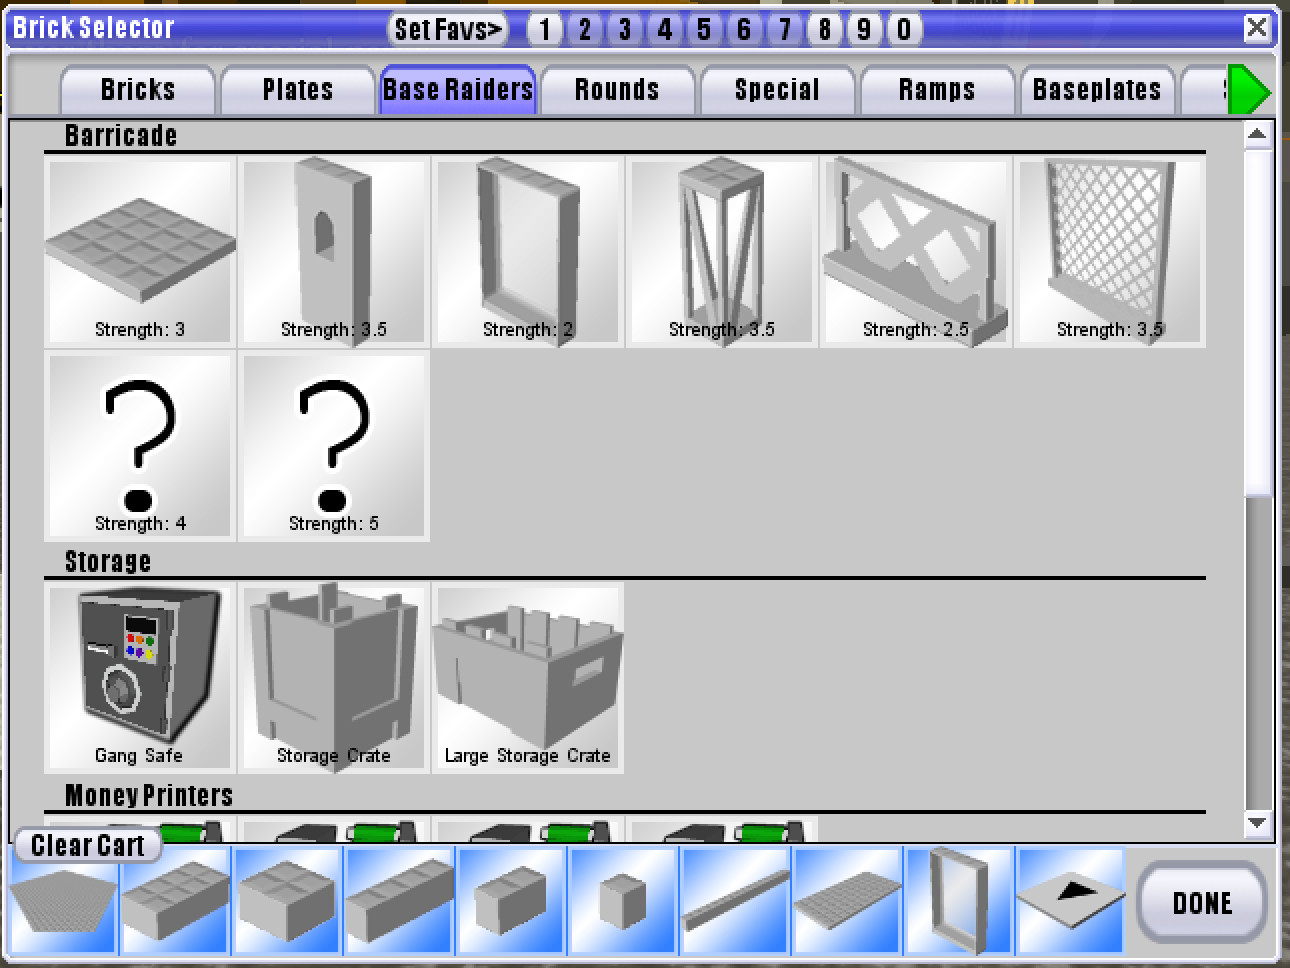 Brick Selector
Set Favs> 1 2 3 4 5 6 7 8 9 0
Bricks Plates Base Raiders Rounds Special Ramps Baseplates
Barricade
Strength: 3 Strength: 3.5 Strength: 2 Strength: 3.5 Strength: 2.5 Strength: 3.5
? ?
Strength: 4 Strength: 5
Storage
Gang Safe Storage Crate Large Storage Crate
Money Printers
Clear Cart
DONE